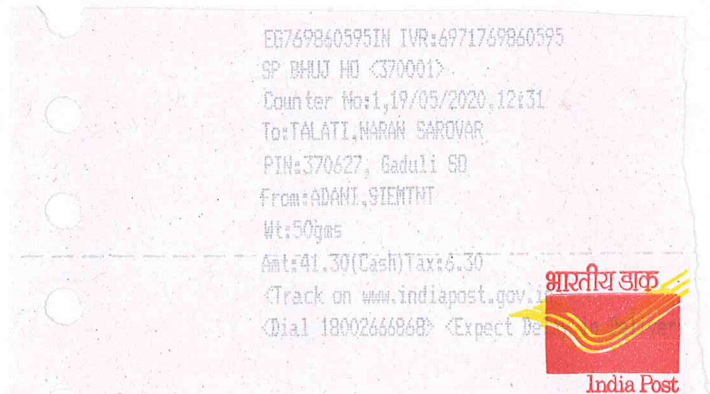 EG769860595IN IVR:6971769860595
SP BHUJ HO <370001>
Counter No:1,19/05/2020,12:31
To:TALATI,NARAN SAROVAR
PIN:370627, Gaduli SO
From:ADANI,SIEMTNT
Wt:50gms
Amt:41.30(Cash)Tax:6.30
<Track on www.indiapost.gov.i
<Dial 18002666868> <Expect De
भारतीय डाक
India Post